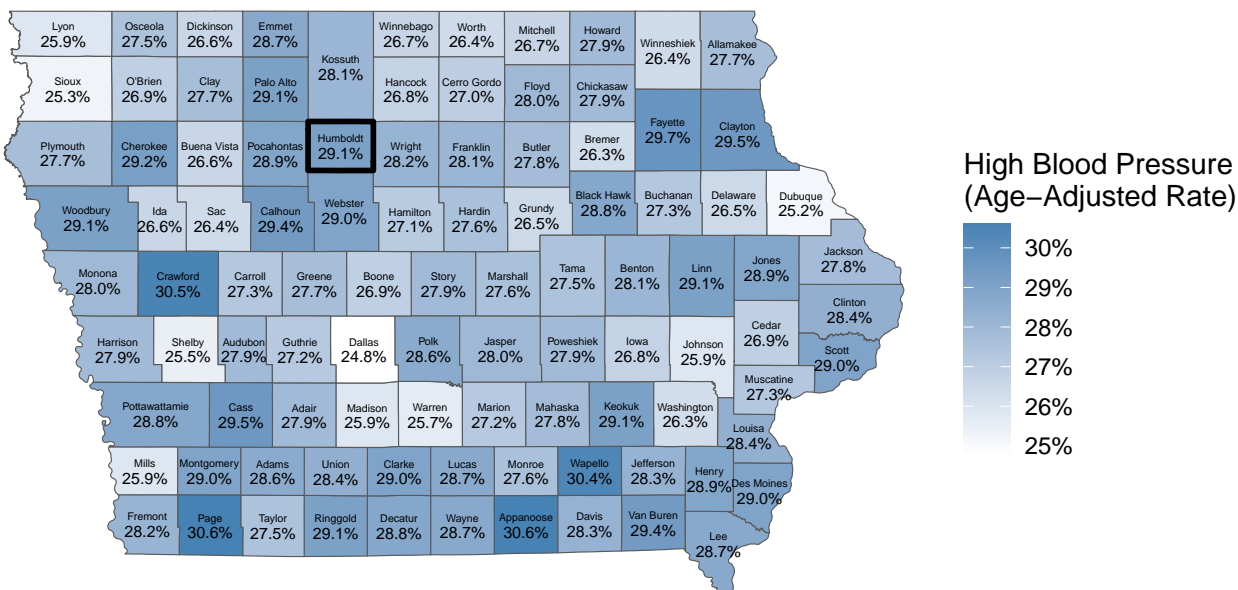 Lyon
25.9%
Osceola
27.5%
Dickinson
26.6%
Emmet
28.7%
Kossuth
28.1%
Winnebago
26.7%
Worth
26.4%
Mitchell
26.7%
Howard
27.9%
Winneshiek
26.4%
Allamakee
27.7%
Sioux
25.3%
O'Brien
26.9%
Clay
27.7%
Palo Alto
29.1%
Hancock
26.8%
Cerro Gordo
27.0%
Floyd
28.0%
Chickasaw
27.9%
Plymouth
27.7%
Cherokee
29.2%
Buena Vista
26.6%
Pocahontas
28.9%
Humboldt
29.1%
Wright
28.2%
Franklin
28.1%
Butler
27.8%
Bremer
26.3%
Fayette
29.7%
Clayton
29.5%
Woodbury
29.1%
Ida
26.6%
Sac
26.4%
Calhoun
29.4%
Webster
29.0%
Hamilton
27.1%
Hardin
27.6%
Grundy
26.5%
Black Hawk
28.8%
Buchanan
27.3%
Delaware
26.5%
Dubuque
25.2%
Monona
28.0%
Crawford
30.5%
Carroll
27.3%
Greene
27.7%
Boone
26.9%
Story
27.9%
Marshall
27.6%
Tama
27.5%
Benton
28.1%
Linn
29.1%
Jones
28.9%
Jackson
27.8%
Clinton
28.4%
Harrison
27.9%
Shelby
25.5%
Audubon
27.9%
Guthrie
27.2%
Dallas
24.8%
Polk
28.6%
Jasper
28.0%
Poweshiek
27.9%
Iowa
26.8%
Johnson
25.9%
Cedar
26.9%
Scott
29.0%
Muscatine
27.3%
Pottawattamie
28.8%
Cass
29.5%
Adair
27.9%
Madison
25.9%
Warren
25.7%
Marion
27.2%
Mahaska
27.8%
Keokuk
29.1%
Washington
26.3%
Louisa
28.4%
Mills
25.9%
Montgomery
29.0%
Adams
28.6%
Union
28.4%
Clarke
29.0%
Lucas
28.7%
Monroe
27.6%
Wapello
30.4%
Jefferson
28.3%
Henry
28.9%
Des Moines
29.0%
Fremont
28.2%
Page
30.6%
Taylor
27.5%
Ringgold
29.1%
Decatur
28.8%
Wayne
28.7%
Appanoose
30.6%
Davis
28.3%
Van Buren
29.4%
Lee
28.7%
High Blood Pressure
(Age−Adjusted Rate)
30%
29%
28%
27%
26%
25%